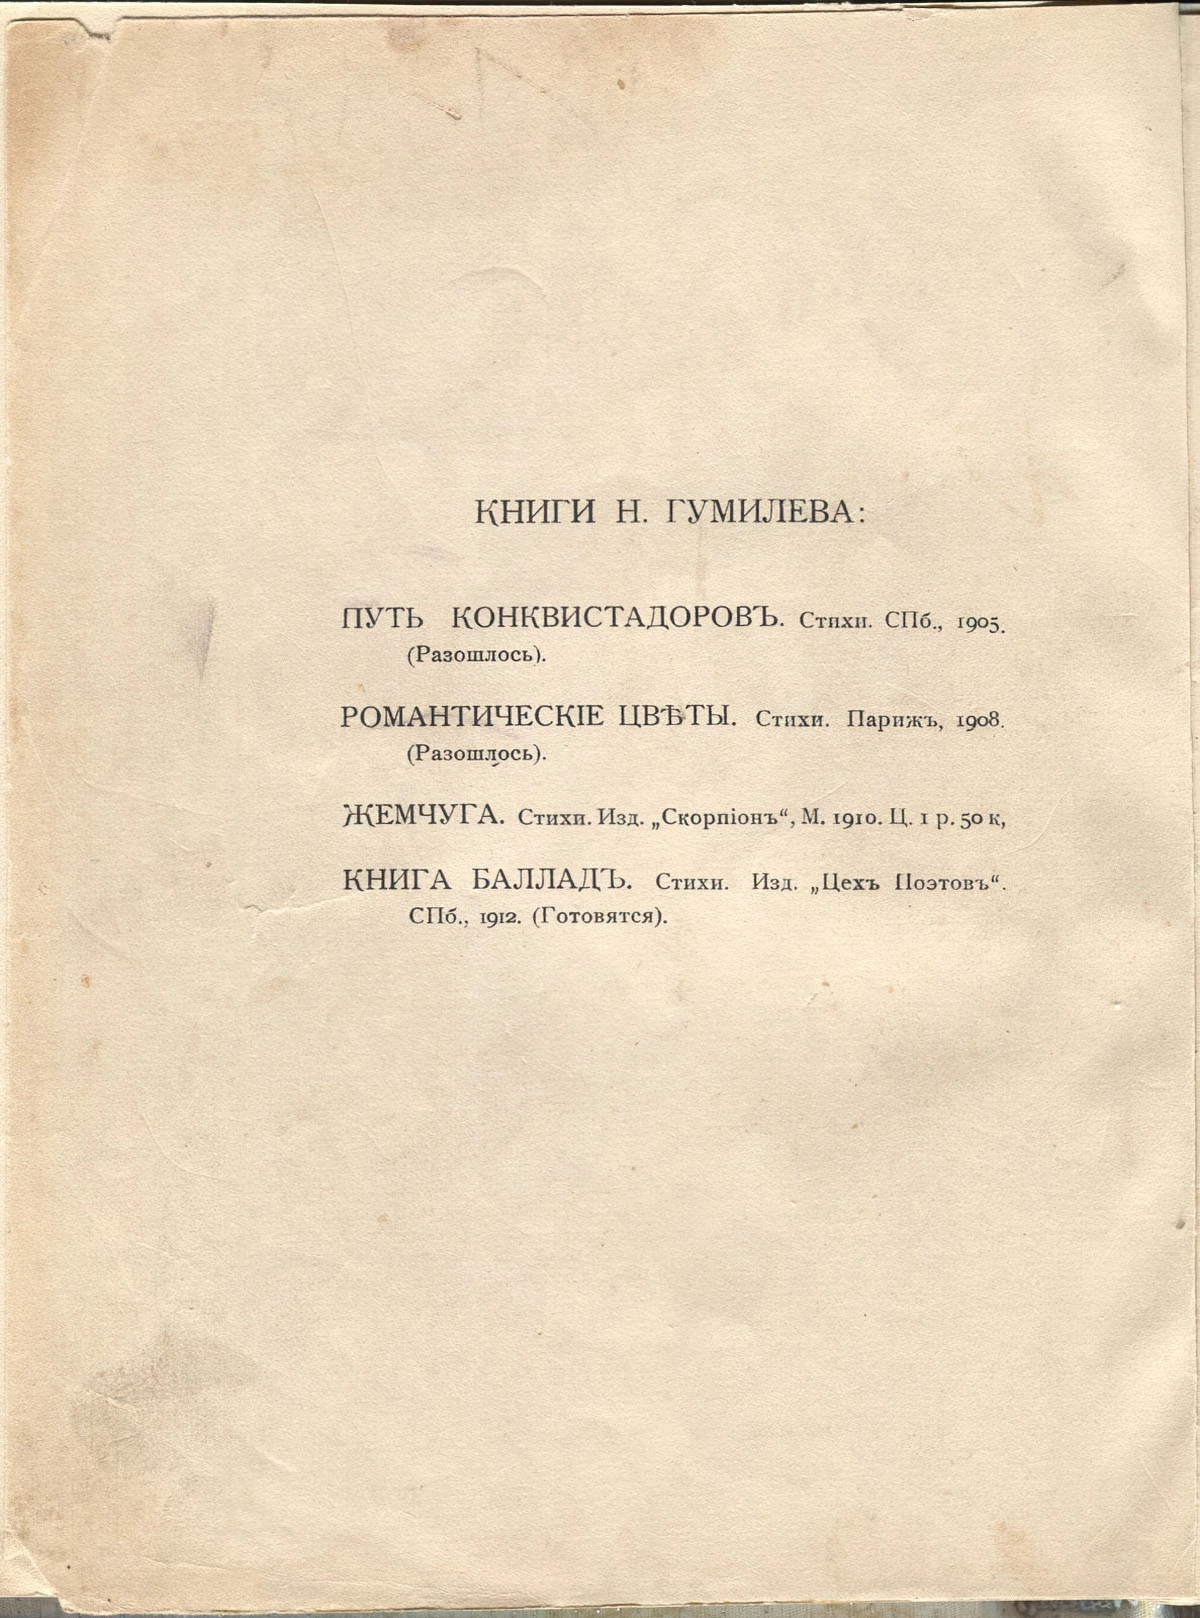 КНИГИ Н. ГУМИЛЕВА:
ПУТЬ КОНКВИСТАДОРОВЪ. Стихи. СПб., 1905.
(Разошлось).
РОМАНТИЧЕСКІЕ ЦВѢТЫ. Стихи. Парижъ, 1908.
(Разошлось).
ЖЕМЧУГА. Стихи. Изд. „Скорпіонъ“, М. 1910. Ц. 1 р. 50 к,
КНИГА БАЛЛАДЪ. Стихи. Изд. „Цехъ Поэтовъ“.
СПб., 1912. (Готовятся).